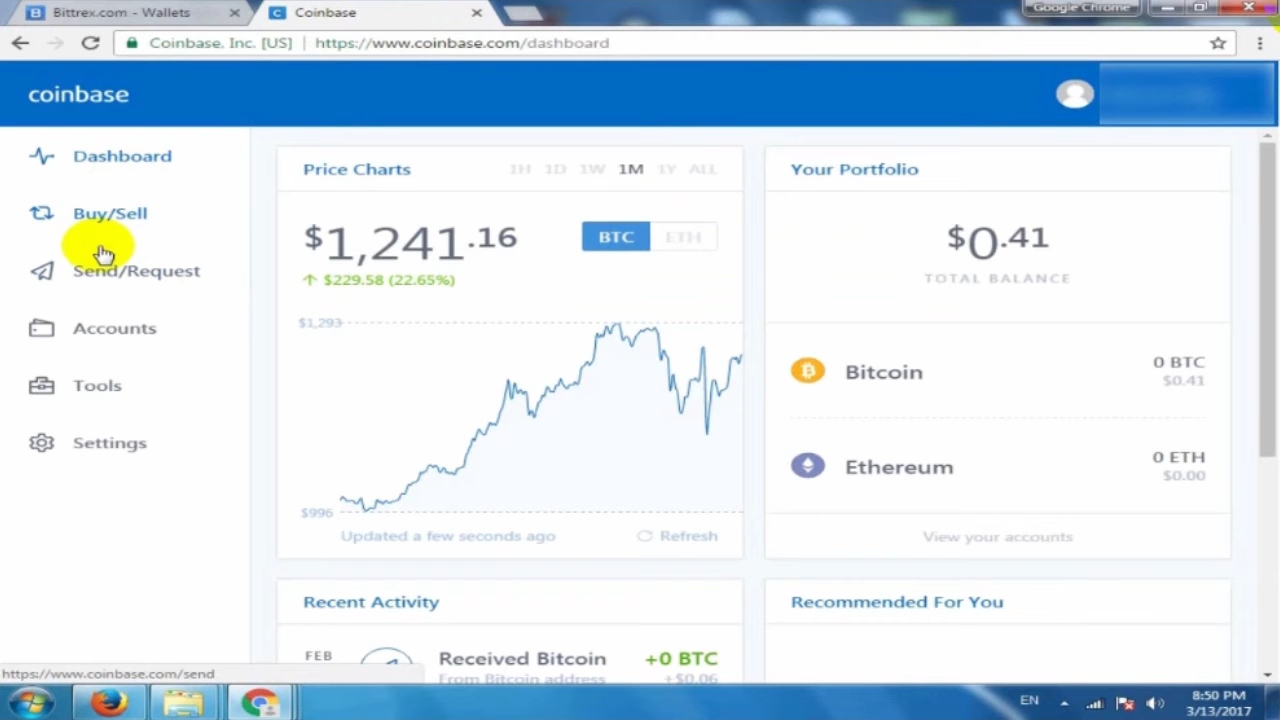 Bittrex.com - Wallets
Coinbase
Google Chrome
Coinbase, Inc. [US]
https://www.coinbase.com/dashboard
coinbase
Dashboard
Buy/Sell
Send/Request
Accounts
Tools
Settings
Price Charts
1H 1D 1W 1M 1Y ALL
$1,241.16
BTC ETH
↑ $229.58 (22.65%)
$1,293
$996
Updated a few seconds ago
Refresh
Your Portfolio
$0.41
TOTAL BALANCE
Bitcoin
0 BTC
$0.41
Ethereum
0 ETH
$0.00
View your accounts
Recent Activity
FEB
Received Bitcoin
+0 BTC
From Bitcoin address
+$0.06
Recommended For You
https://www.coinbase.com/send
EN
8:50 PM
3/13/2017